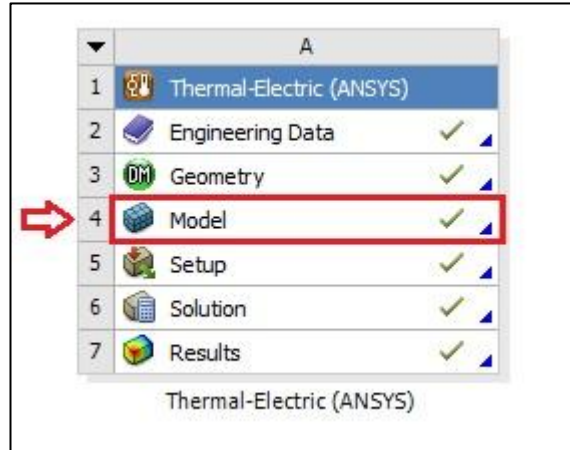 A
1 Thermal-Electric (ANSYS)
2 Engineering Data
3 DM Geometry
4 Model
5 Setup
6 Solution
7 Results
Thermal-Electric (ANSYS)